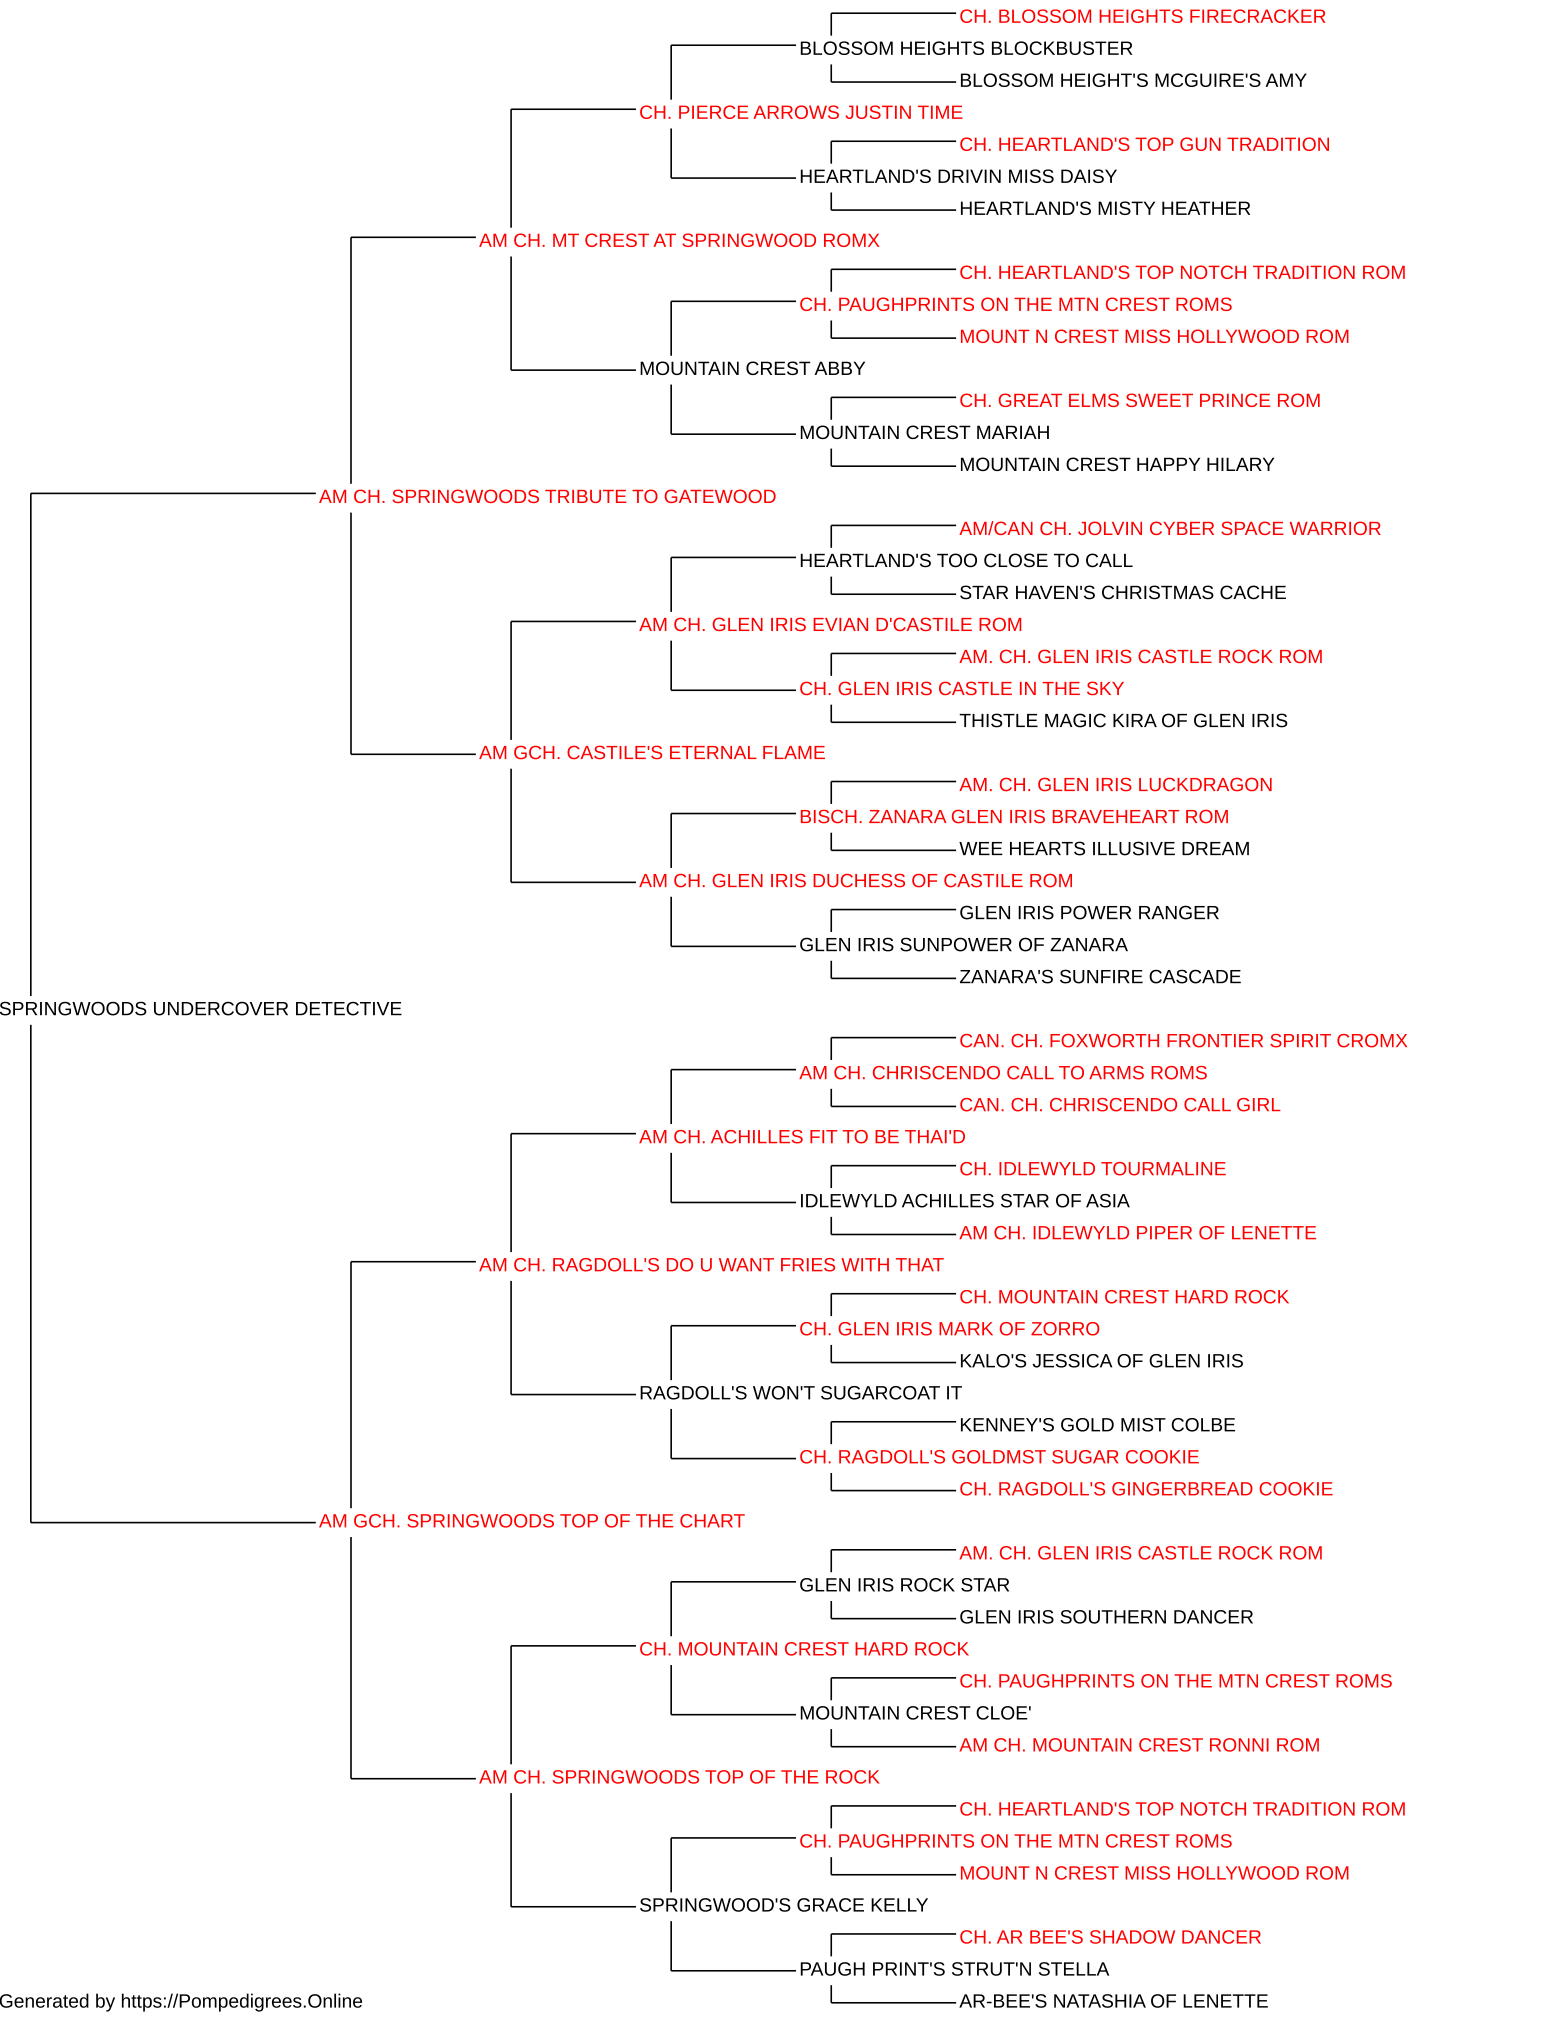 CH. BLOSSOM HEIGHTS FIRECRACKER
BLOSSOM HEIGHTS BLOCKBUSTER
BLOSSOM HEIGHT'S MCGUIRE'S AMY
CH. PIERCE ARROWS JUSTIN TIME
CH. HEARTLAND'S TOP GUN TRADITION
HEARTLAND'S DRIVIN MISS DAISY
HEARTLAND'S MISTY HEATHER
AM CH. MT CREST AT SPRINGWOOD ROMX
CH. HEARTLAND'S TOP NOTCH TRADITION ROM
CH. PAUGHPRINTS ON THE MTN CREST ROMS
MOUNT N CREST MISS HOLLYWOOD ROM
MOUNTAIN CREST ABBY
CH. GREAT ELMS SWEET PRINCE ROM
MOUNTAIN CREST MARIAH
MOUNTAIN CREST HAPPY HILARY
AM CH. SPRINGWOODS TRIBUTE TO GATEWOOD
AM/CAN CH. JOLVIN CYBER SPACE WARRIOR
HEARTLAND'S TOO CLOSE TO CALL
STAR HAVEN'S CHRISTMAS CACHE
AM CH. GLEN IRIS EVIAN D'CASTILE ROM
AM. CH. GLEN IRIS CASTLE ROCK ROM
CH. GLEN IRIS CASTLE IN THE SKY
THISTLE MAGIC KIRA OF GLEN IRIS
AM GCH. CASTILE'S ETERNAL FLAME
AM. CH. GLEN IRIS LUCKDRAGON
BISCH. ZANARA GLEN IRIS BRAVEHEART ROM
WEE HEARTS ILLUSIVE DREAM
AM CH. GLEN IRIS DUCHESS OF CASTILE ROM
GLEN IRIS POWER RANGER
GLEN IRIS SUNPOWER OF ZANARA
ZANARA'S SUNFIRE CASCADE
SPRINGWOODS UNDERCOVER DETECTIVE
CAN. CH. FOXWORTH FRONTIER SPIRIT CROMX
AM CH. CHRISCENDO CALL TO ARMS ROMS
CAN. CH. CHRISCENDO CALL GIRL
AM CH. ACHILLES FIT TO BE THAI'D
CH. IDLEWYLD TOURMALINE
IDLEWYLD ACHILLES STAR OF ASIA
AM CH. IDLEWYLD PIPER OF LENETTE
AM CH. RAGDOLL'S DO U WANT FRIES WITH THAT
CH. MOUNTAIN CREST HARD ROCK
CH. GLEN IRIS MARK OF ZORRO
KALO'S JESSICA OF GLEN IRIS
RAGDOLL'S WON'T SUGARCOAT IT
KENNEY'S GOLD MIST COLBE
CH. RAGDOLL'S GOLDMST SUGAR COOKIE
CH. RAGDOLL'S GINGERBREAD COOKIE
AM GCH. SPRINGWOODS TOP OF THE CHART
AM. CH. GLEN IRIS CASTLE ROCK ROM
GLEN IRIS ROCK STAR
GLEN IRIS SOUTHERN DANCER
CH. MOUNTAIN CREST HARD ROCK
CH. PAUGHPRINTS ON THE MTN CREST ROMS
MOUNTAIN CREST CLOE'
AM CH. MOUNTAIN CREST RONNI ROM
AM CH. SPRINGWOODS TOP OF THE ROCK
CH. HEARTLAND'S TOP NOTCH TRADITION ROM
CH. PAUGHPRINTS ON THE MTN CREST ROMS
MOUNT N CREST MISS HOLLYWOOD ROM
SPRINGWOOD'S GRACE KELLY
CH. AR BEE'S SHADOW DANCER
PAUGH PRINT'S STRUT'N STELLA
AR-BEE'S NATASHIA OF LENETTE
Generated by https://Pompedigrees.Online